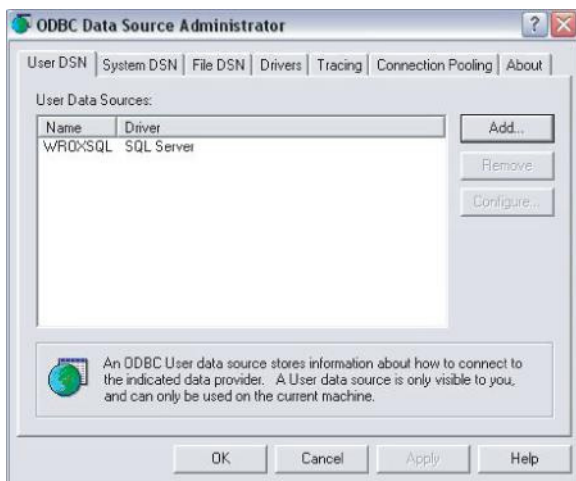 ODBC Data Source Administrator
User DSN System DSN File DSN Drivers Tracing Connection Pooling About
User Data Sources:
Name Driver
WROXSQL SQL Server
Add...
Remove
Configure...
An ODBC User data source stores information about how to connect to
the indicated data provider. A User data source is only visible to you,
and can only be used on the current machine.
OK Cancel Apply Help